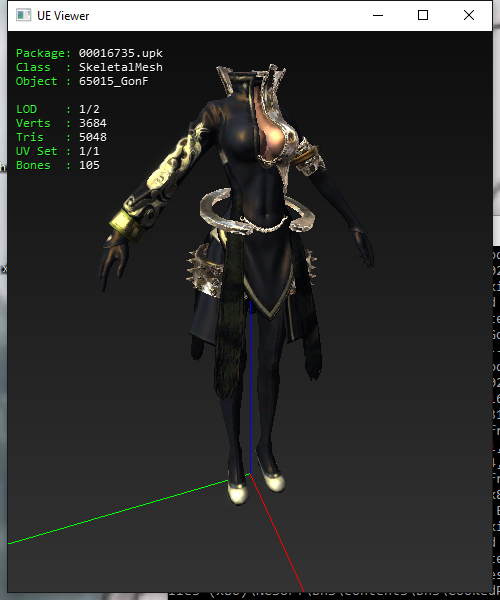 UE Viewer
Package: 00016735.upk
Class : SkeletalMesh
Object : 65015_GonF
LOD : 1/2
Verts : 3684
Tris : 5048
UV Set : 1/1
Bones : 105